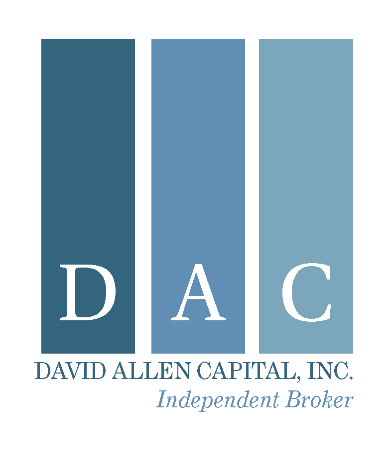 D A C
DAVID ALLEN CAPITAL, INC.
Independent Broker